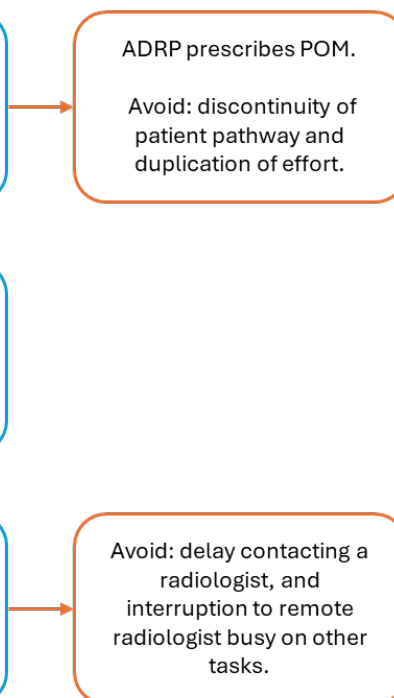 ADRP prescribes POM.
Avoid: discontinuity of
patient pathway and
duplication of effort.
Avoid: delay contacting a
radiologist, and
interruption to remote
radiologist busy on other
tasks.